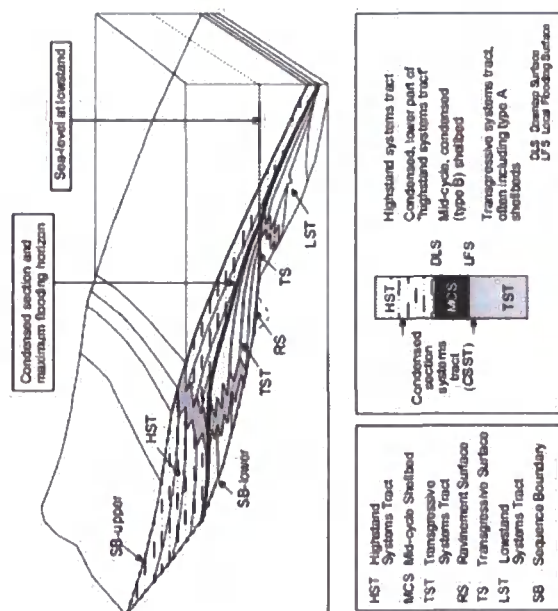 Condensed section and
maximum flooding horizon
Sea-level at lowstand
SB-upper
HST
SB-lower
TST
RS
TS
LST
HST Highstand
Systems Tract
MCS Mid-cycle Shellbed
TST Transgressive
Systems Tract
RS Ravinement Surface
TS Transgressive Surface
LST Lowstand
Systems Tract
SB Sequence Boundary
Condensed
section
systems
tract
(CSST)
HST
MCS
TST
DLS
LFS
Highstand systems tract
Condensed, lower part of
"highstand systems tract"
Mid-cycle, condensed
(type B) shellbed
Transgressive systems tract,
often including type A
shellbeds
DLS Downlap Surface
LFS Local Flooding Surface